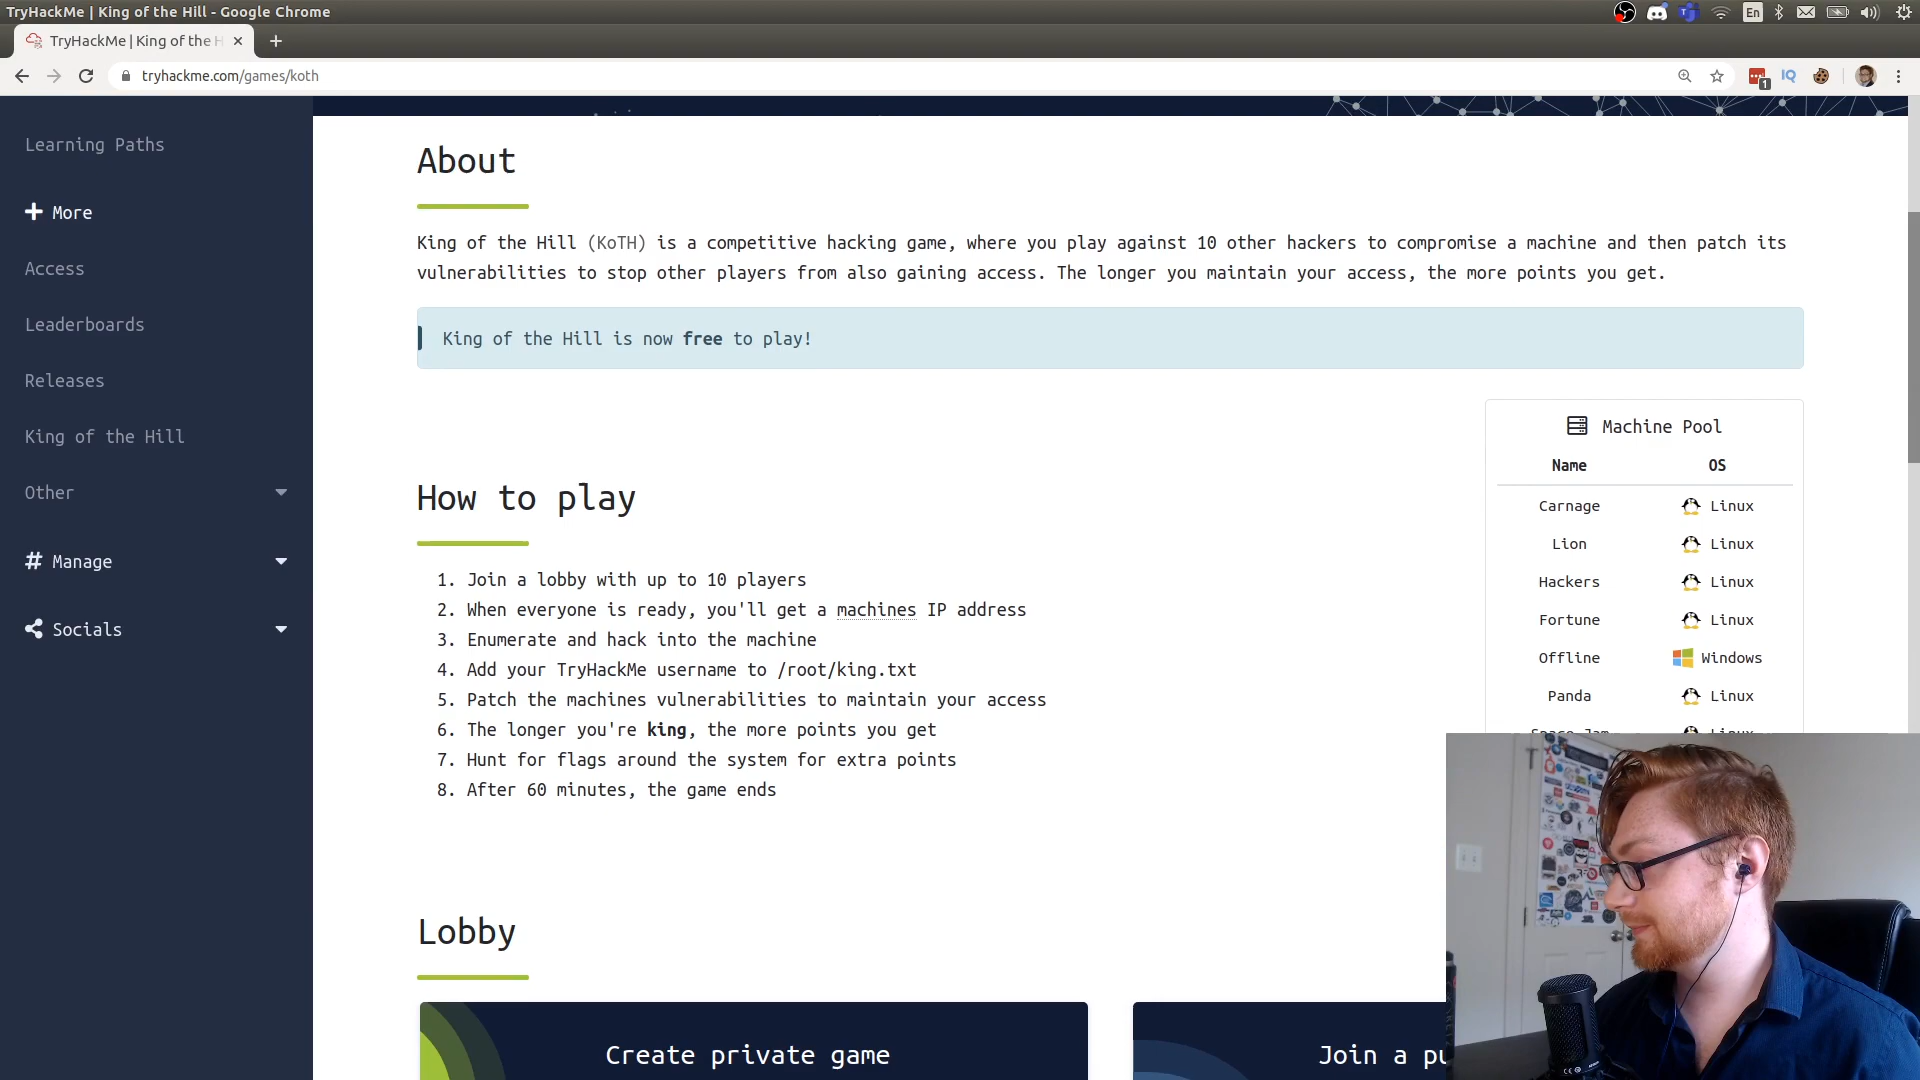 TryHackMe | King of the Hill - Google Chrome
En
TryHackMe | King of the H
tryhackme.com/games/koth
1
IQ
Learning Paths
More
Access
Leaderboards
Releases
King of the Hill
Other
Manage
Socials
About
King of the Hill (KoTH) is a competitive hacking game, where you play against 10 other hackers to compromise a machine and then patch its
vulnerabilities to stop other players from also gaining access. The longer you maintain your access, the more points you get.
King of the Hill is now free to play!
How to play
1. Join a lobby with up to 10 players
2. When everyone is ready, you'll get a machines IP address
3. Enumerate and hack into the machine
4. Add your TryHackMe username to /root/king.txt
5. Patch the machines vulnerabilities to maintain your access
6. The longer you're king, the more points you get
7. Hunt for flags around the system for extra points
8. After 60 minutes, the game ends
Machine Pool
Name OS
Carnage Linux
Lion Linux
Hackers Linux
Fortune Linux
Offline Windows
Panda Linux
Space Jam Linux
Lobby
Create private game
Join a pu